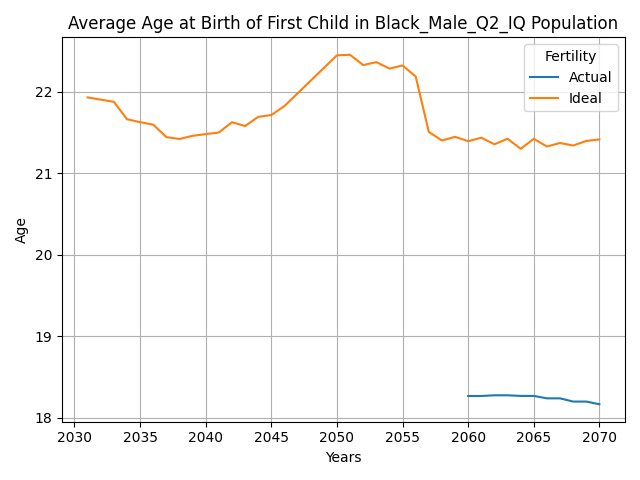 Average Age at Birth of First Child in Black_Male_Q2_IQ Population
Fertility
Actual
Ideal
22
21
20
19
18
Age
2030 2035 2040 2045 2050 2055 2060 2065 2070
Years